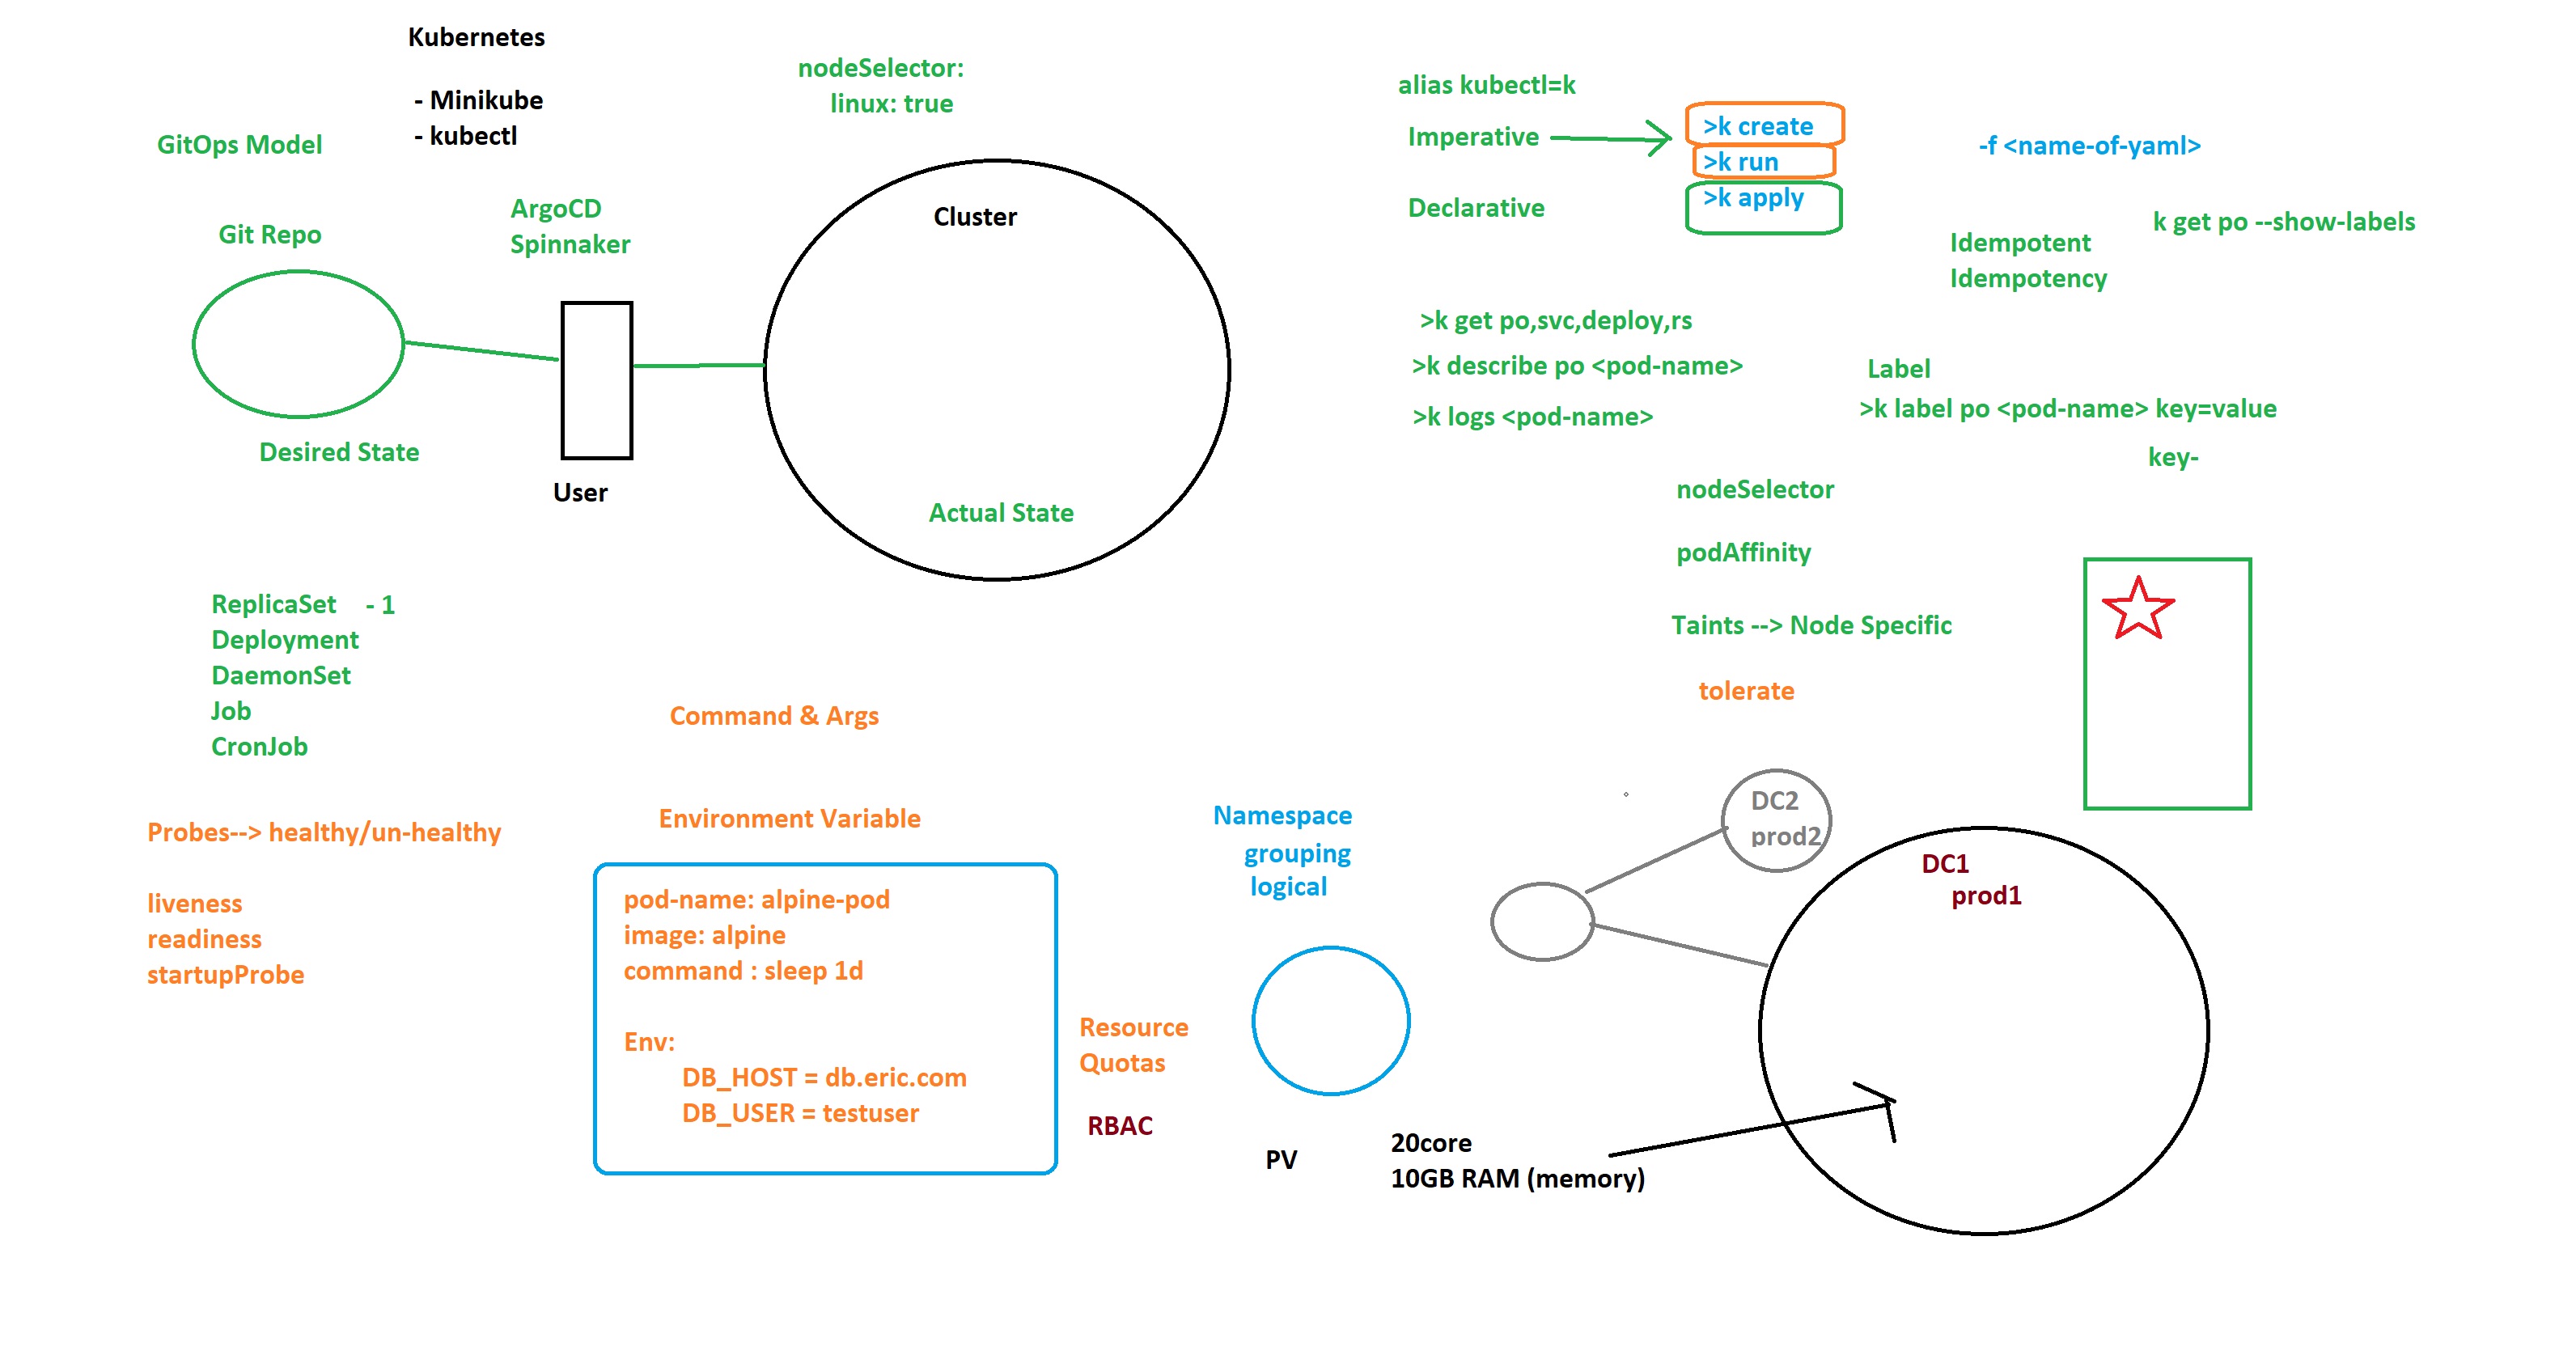 Kubernetes
- Minikube
- kubectl
nodeSelector:
linux: true
GitOps Model
Git Repo
ArgoCD
Spinnaker
Cluster
Desired State
User
Actual State
alias kubectl=k
Imperative
>k create
>k run
>k apply
Declarative
-f <name-of-yaml>
k get po --show-labels
Idempotent
Idempotency
>k get po,svc,deploy,rs
>k describe po <pod-name>
>k logs <pod-name>
Label
>k label po <pod-name> key=value
key-
nodeSelector
podAffinity
Taints --> Node Specific
tolerate
ReplicaSet - 1
Deployment
DaemonSet
Job
CronJob
Command & Args
Probes--> healthy/un-healthy
liveness
readiness
startupProbe
Environment Variable
pod-name: alpine-pod
image: alpine
command : sleep 1d
Env:
DB_HOST = db.eric.com
DB_USER = testuser
Namespace
grouping
logical
Resource
Quotas
RBAC
PV
20core
10GB RAM (memory)
DC2
prod2
DC1
prod1